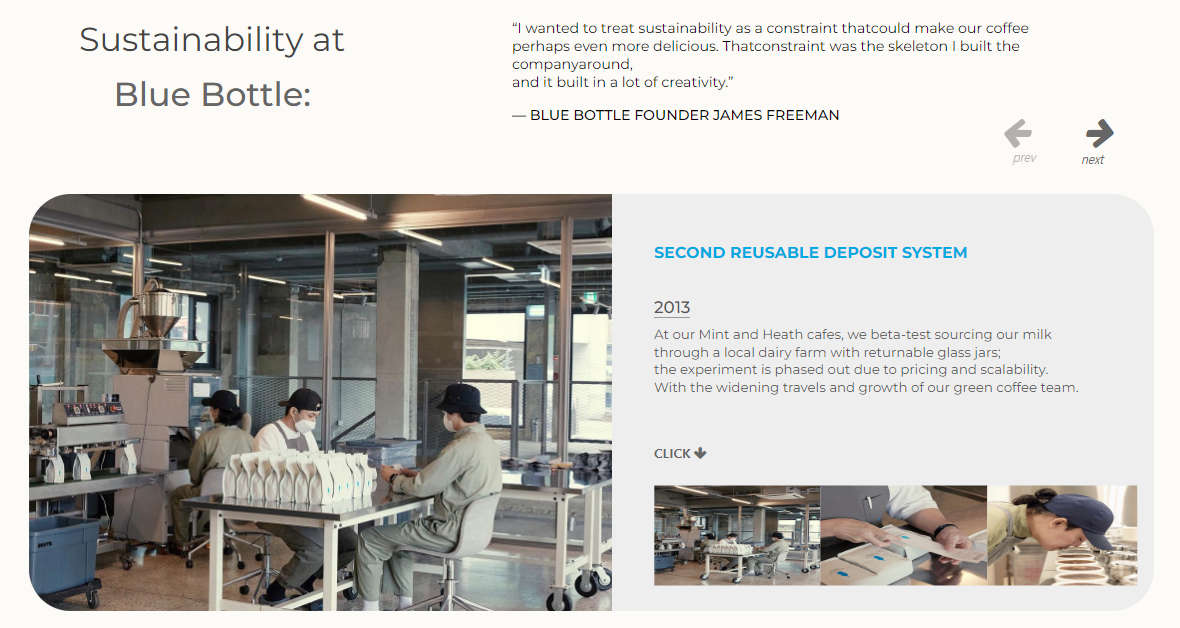 Sustainability at
Blue Bottle:
“I wanted to treat sustainability as a constraint thatcould make our coffee
perhaps even more delicious. Thatconstraint was the skeleton I built the
companyaround,
and it built in a lot of creativity.”
— BLUE BOTTLE FOUNDER JAMES FREEMAN
prev
next
SECOND REUSABLE DEPOSIT SYSTEM
2013
At our Mint and Heath cafes, we beta-test sourcing our milk
through a local dairy farm with returnable glass jars;
the experiment is phased out due to pricing and scalability.
With the widening travels and growth of our green coffee team.
CLICK